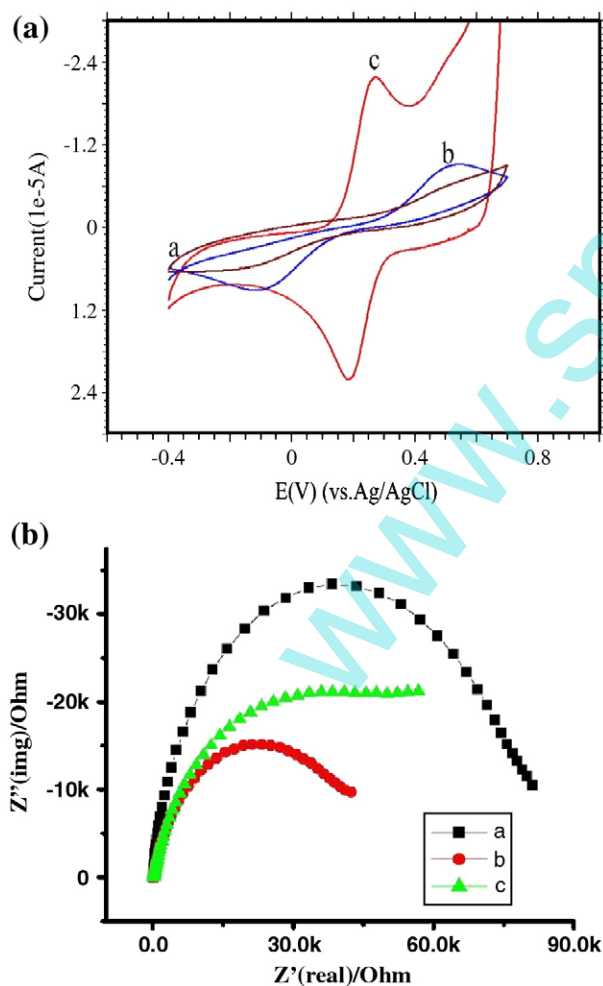 (a)
-2.4
-1.2
0
1.2
2.4
Current(1e-5A)
a
b
c
-0.4 0 0.4 0.8
E(V) (vs.Ag/AgCl)
www.sp
(b)
-30k
-20k
-10k
0
Z"(img)/Ohm
a
b
c
0.0 30.0k 60.0k 90.0k
Z'(real)/Ohm